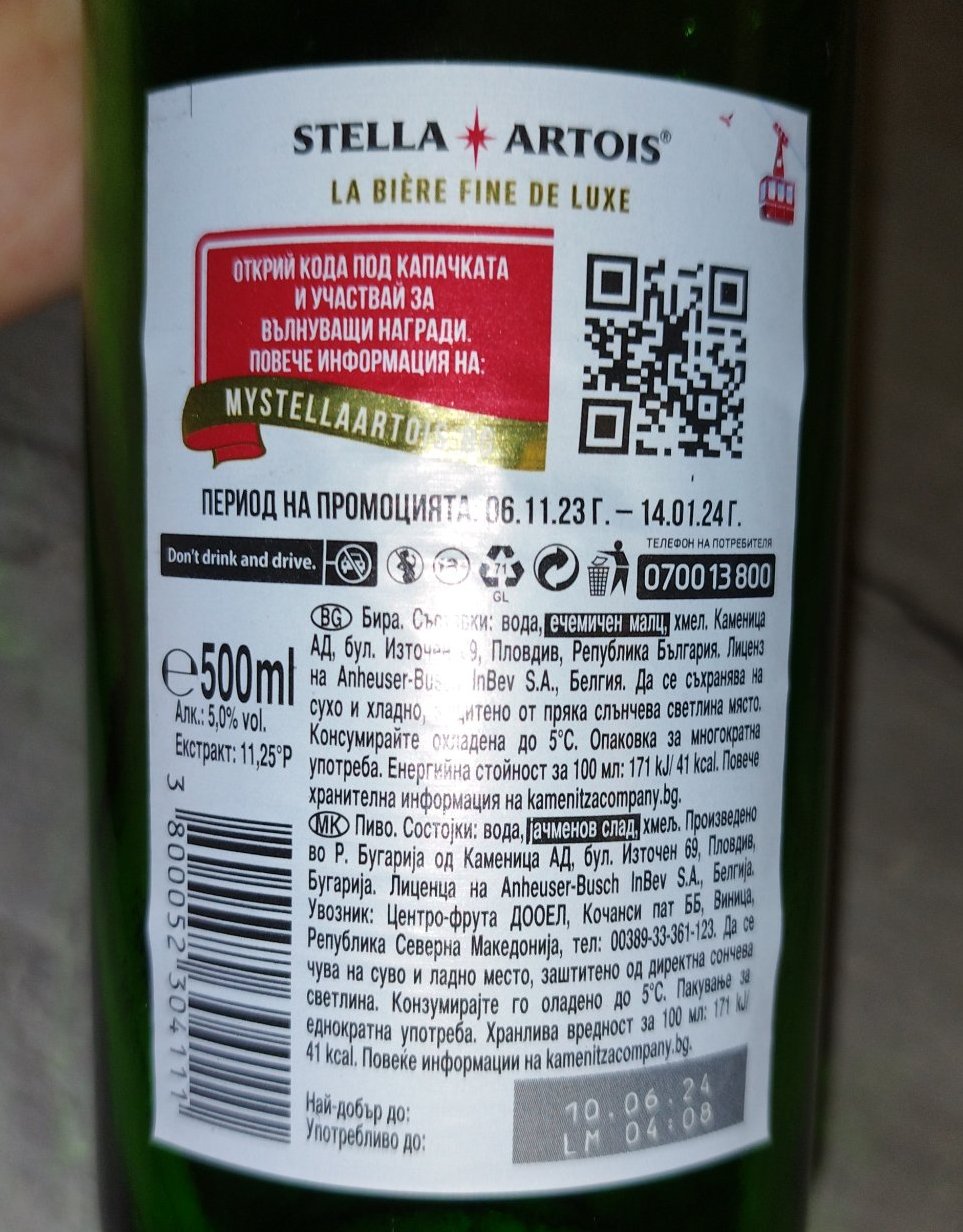 STELLA ARTOIS®
LA BIÈRE FINE DE LUXE
ОТКРИЙ КОДА ПОД КАПАЧКАТА
И УЧАСТВАЙ ЗА
ВЪЛНУВАЩИ НАГРАДИ.
ПОВЕЧЕ ИНФОРМАЦИЯ НА:
MYSTELLAARTOIS.BG
ПЕРИОД НА ПРОМОЦИЯТА: 06.11.23 Г. – 14.01.24 Г.
Don't drink and drive.
71
GL
ТЕЛЕФОН НА ПОТРЕБИТЕЛЯ
0700 13 800
℮500ml
Алк.: 5,0% vol.
Екстракт: 11,25°P
BG Бира. Съставки: вода, ечемичен малц, хмел. Каменица
АД, бул. Източен 69, Пловдив, Република България. Лиценз
на Anheuser-Busch InBev S.A., Белгия. Да се съхранява на
сухо и хладно, защитено от пряка слънчева светлина място.
Консумирайте охладена до 5°C. Опаковка за многократна
употреба. Енергийна стойност за 100 мл: 171 kJ/ 41 kcal. Повече
хранителна информация на kamenitzacompany.bg.
MK Пиво. Состојки: вода, јачменов слад, хмељ. Произведено
во Р. Бугарија од Каменица АД, бул. Източен 69, Пловдив,
Бугарија. Лиценца на Anheuser-Busch InBev S.A., Белгија.
Увозник: Центро-фрута ДООЕЛ, Кочанси пат ББ, Виница,
Република Северна Македонија, тел: 00389-33-361-123. Да се
чува на суво и ладно место, заштитено од директна сончева
светлина. Конзумирајте го оладено до 5°C. Пакување за
еднократна употреба. Хранлива вредност за 100 мл: 171 kJ/
41 kcal. Повеќе информации на kamenitzacompany.bg.
3 800052 304111
Най-добър до:
Употребливо до:
10.06.24
LM 04:08